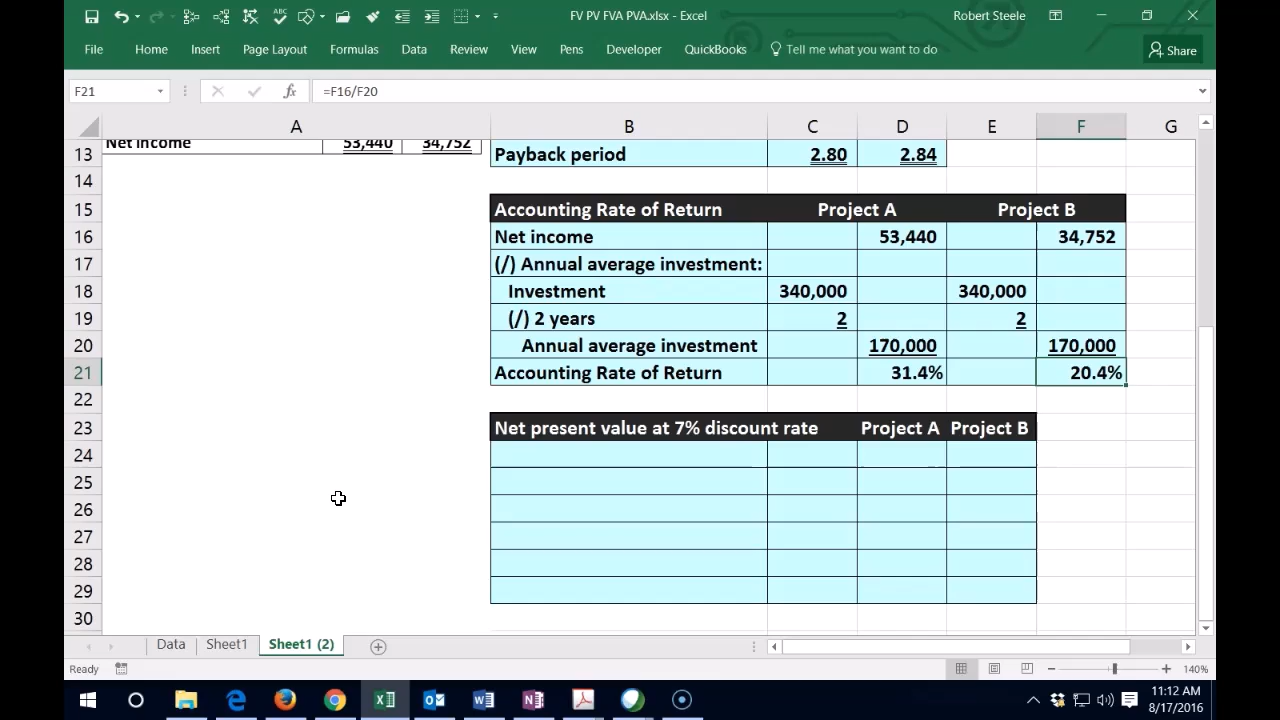 FV PV FVA PVA.xlsx - Excel
Robert Steele
File Home Insert Page Layout Formulas Data Review View Pens Developer QuickBooks Tell me what you want to do Share
F21 fx =F16/F20
A B C D E F G
Net income 53,440 34,752
13 Payback period 2.80 2.84
14
15 Accounting Rate of Return Project A Project B
16 Net income 53,440 34,752
17 (/) Annual average investment:
18 Investment 340,000 340,000
19 (/) 2 years 2 2
20 Annual average investment 170,000 170,000
21 Accounting Rate of Return 31.4% 20.4%
22
23 Net present value at 7% discount rate Project A Project B
24
25
26
27
28
29
30
Data Sheet1 Sheet1 (2)
Ready 140%
11:12 AM
8/17/2016